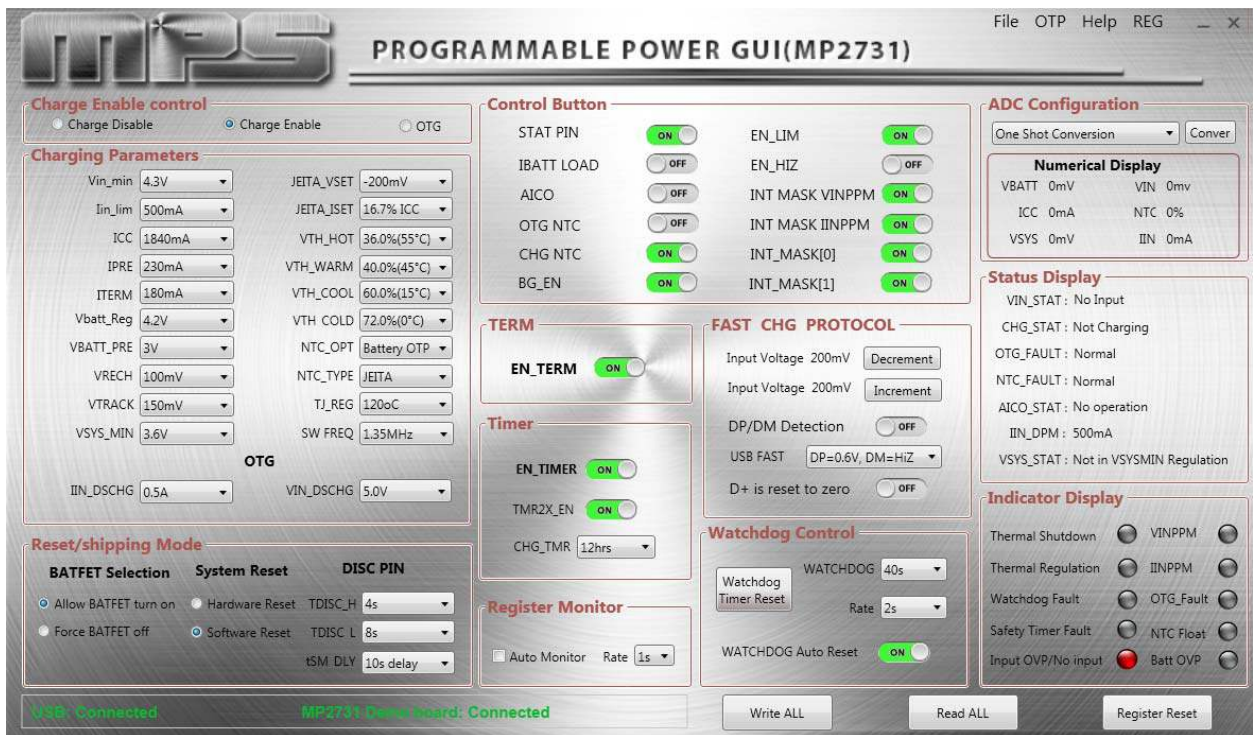 File OTP Help REG
mps
PROGRAMMABLE POWER GUI(MP2731)
Charge Enable control
Charge Disable
Charge Enable
OTG
Charging Parameters
Vin_min 4.3V
JEITA_VSET -200mV
Iin_lim 500mA
JEITA_ISET 16.7% ICC
ICC 1840mA
VTH_HOT 36.0%(55°C)
IPRE 230mA
VTH_WARM 40.0%(45°C)
ITERM 180mA
VTH_COOL 60.0%(15°C)
Vbatt_Reg 4.2V
VTH COLD 72.0%(0°C)
VBATT_PRE 3V
NTC_OPT Battery OTP
VRECH 100mV
NTC_TYPE JEITA
VTRACK 150mV
TJ_REG 120oC
VSYS_MIN 3.6V
SW FREQ 1.35MHz
OTG
IIN_DSCHG 0.5A
VIN_DSCHG 5.0V
Reset/shipping Mode
BATFET Selection
System Reset
DISC PIN
Allow BATFET turn on
Hardware Reset
TDISC_H 4s
Force BATFET off
Software Reset
TDISC L 8s
tSM DLY 10s delay
Control Button
STAT PIN ON
EN_LIM ON
IBATT LOAD OFF
EN_HIZ OFF
AICO OFF
INT MASK VINPPM ON
OTG NTC OFF
INT MASK IINPPM ON
CHG NTC ON
INT_MASK[0] ON
BG_EN ON
INT_MASK[1] ON
TERM
EN_TERM ON
Timer
EN_TIMER ON
TMR2X_EN ON
CHG_TMR 12hrs
Register Monitor
Auto Monitor Rate 1s
FAST CHG PROTOCOL
Input Voltage 200mV Decrement
Input Voltage 200mV Increment
DP/DM Detection OFF
USB FAST DP=0.6V, DM=HiZ
D+ is reset to zero OFF
Watchdog Control
Watchdog
Timer Reset
WATCHDOG 40s
Rate 2s
WATCHDOG Auto Reset ON
ADC Configuration
One Shot Conversion Conver
Numerical Display
VBATT 0mV VIN 0mv
ICC 0mA NTC 0%
VSYS 0mV IIN 0mA
Status Display
VIN_STAT : No Input
CHG_STAT : Not Charging
OTG_FAULT : Normal
NTC_FAULT : Normal
AICO_STAT : No operation
IIN_DPM : 500mA
VSYS_STAT : Not in VSYSMIN Regulation
Indicator Display
Thermal Shutdown VINPPM
Thermal Regulation IINPPM
Watchdog Fault OTG_Fault
Safety Timer Fault NTC Float
Input OVP/No input Batt OVP
USB: Connected
MP2731 Demo board: Connected
Write ALL
Read ALL
Register Reset